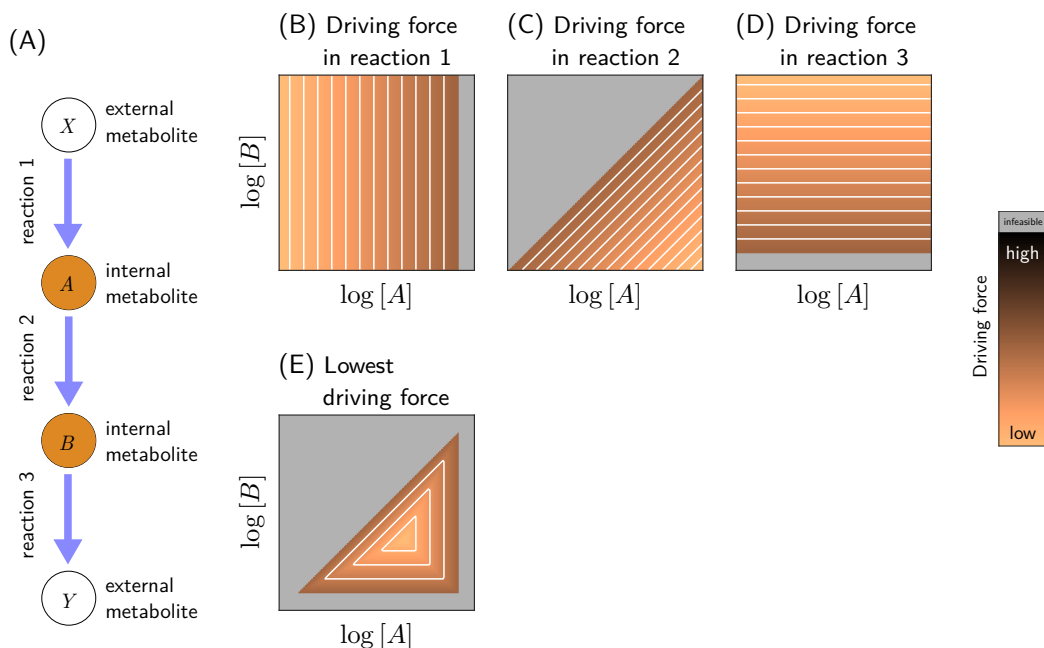 (A)
X
external
metabolite
reaction 1
A
internal
metabolite
reaction 2
B
internal
metabolite
reaction 3
Y
external
metabolite
(B) Driving force
in reaction 1
log [B]
log [A]
(C) Driving force
in reaction 2
log [A]
(D) Driving force
in reaction 3
log [A]
(E) Lowest
driving force
log [B]
log [A]
Driving force
infeasible
high
low